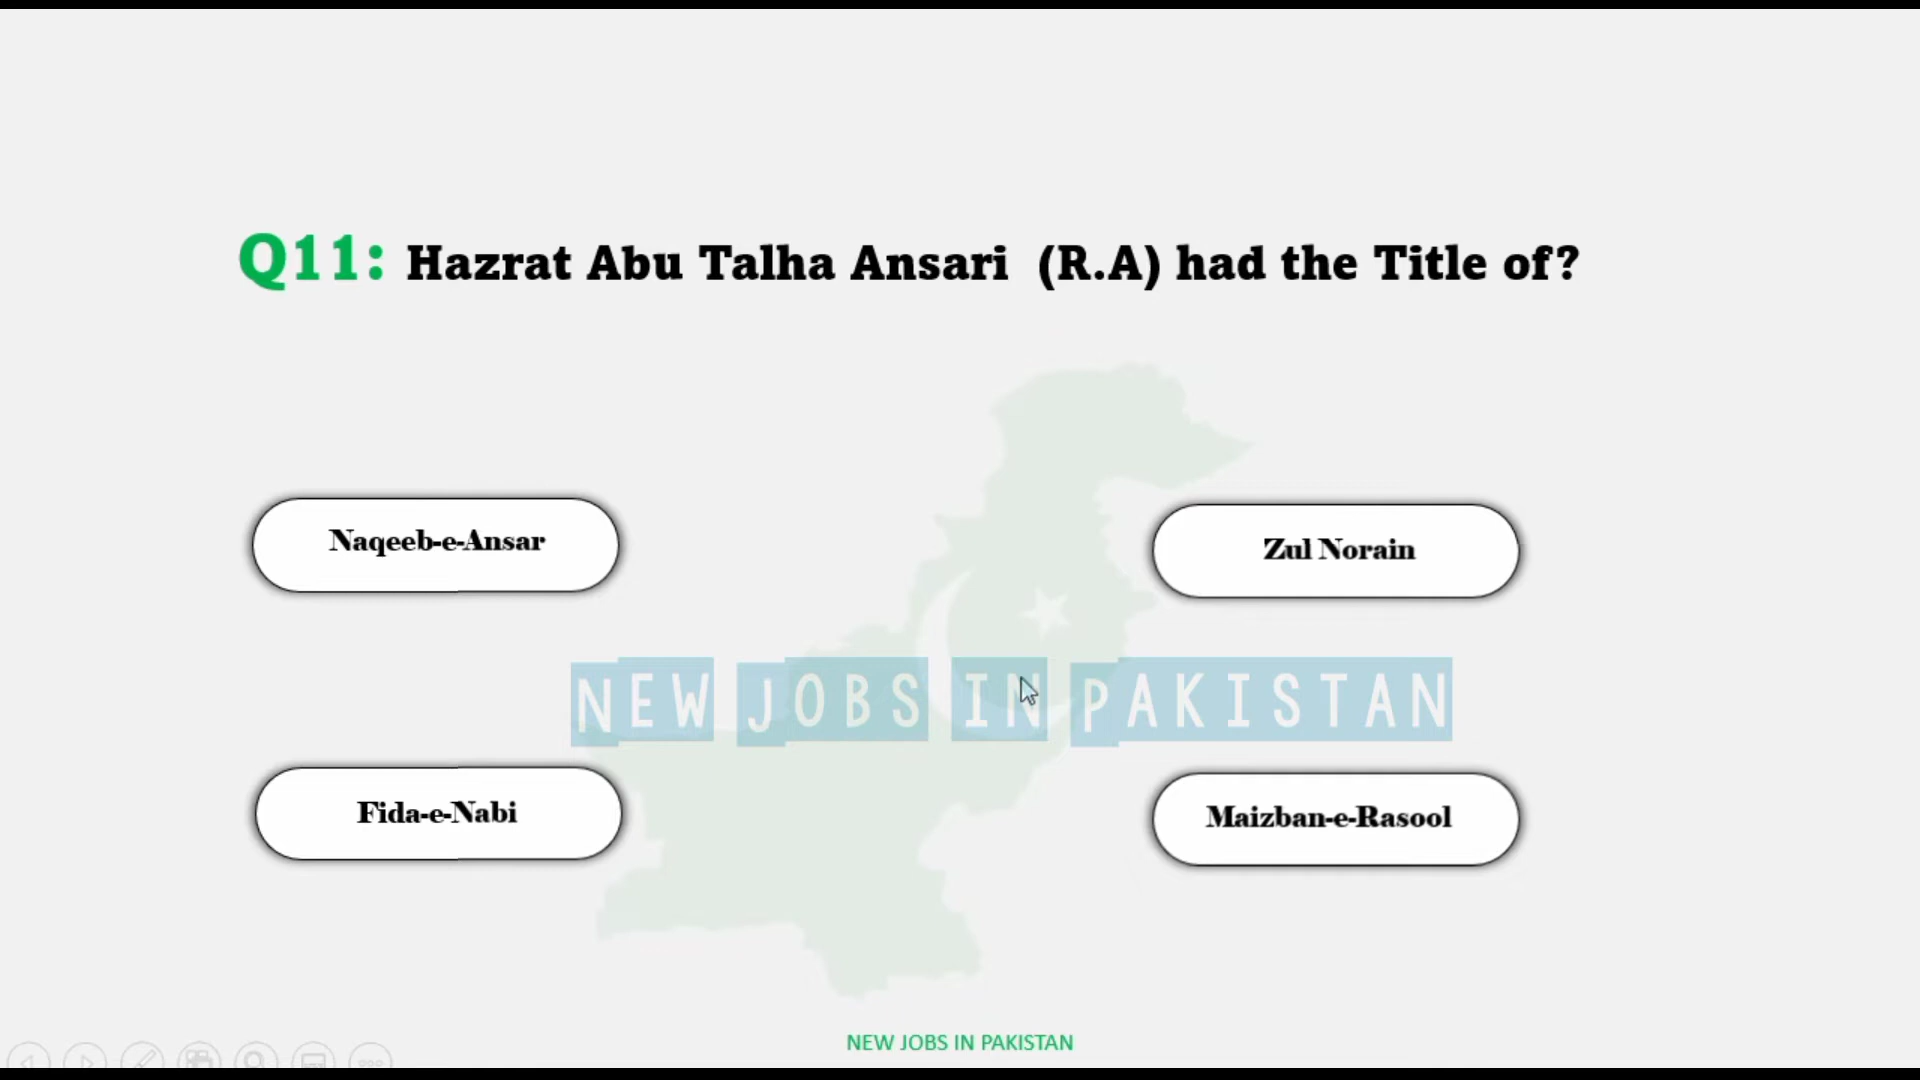 Q11: Hazrat Abu Talha Ansari (R.A) had the Title of?
Naqeeb-e-Ansar
Zul Norain
NEW JOBS IN PAKISTAN
Fida-e-Nabi
Maizban-e-Rasool
NEW JOBS IN PAKISTAN